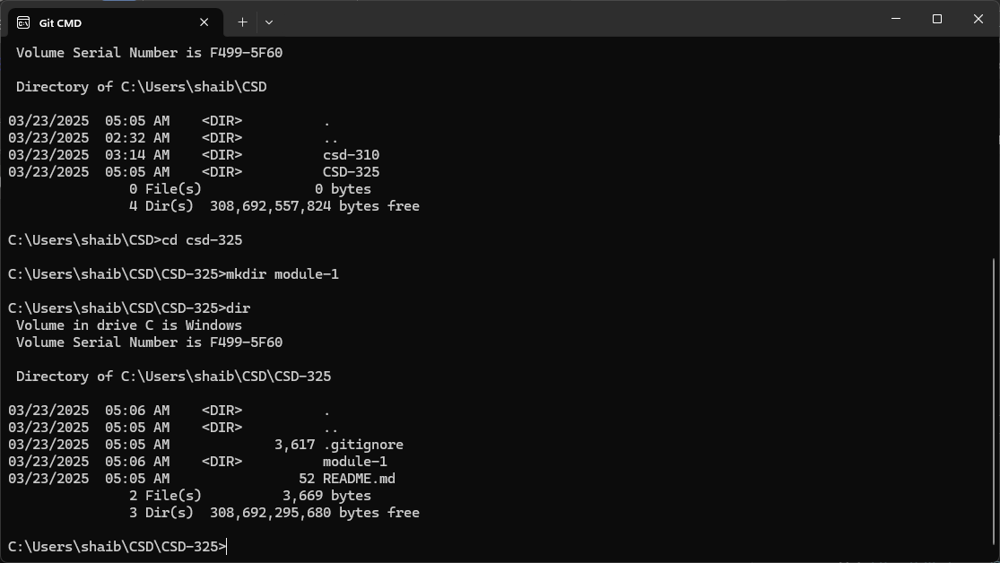 Git CMD
Volume Serial Number is F499-5F60
Directory of C:\Users\shaib\CSD
03/23/2025  05:05 AM    <DIR>          .
03/23/2025  02:32 AM    <DIR>          ..
03/23/2025  03:14 AM    <DIR>          csd-310
03/23/2025  05:05 AM    <DIR>          CSD-325
0 File(s)              0 bytes
4 Dir(s)  308,692,557,824 bytes free
C:\Users\shaib\CSD>cd csd-325
C:\Users\shaib\CSD\CSD-325>mkdir module-1
C:\Users\shaib\CSD\CSD-325>dir
Volume in drive C is Windows
Volume Serial Number is F499-5F60
Directory of C:\Users\shaib\CSD\CSD-325
03/23/2025  05:06 AM    <DIR>          .
03/23/2025  05:05 AM    <DIR>          ..
03/23/2025  05:05 AM             3,617 .gitignore
03/23/2025  05:06 AM    <DIR>          module-1
03/23/2025  05:05 AM                52 README.md
2 File(s)          3,669 bytes
3 Dir(s)  308,692,295,680 bytes free
C:\Users\shaib\CSD\CSD-325>